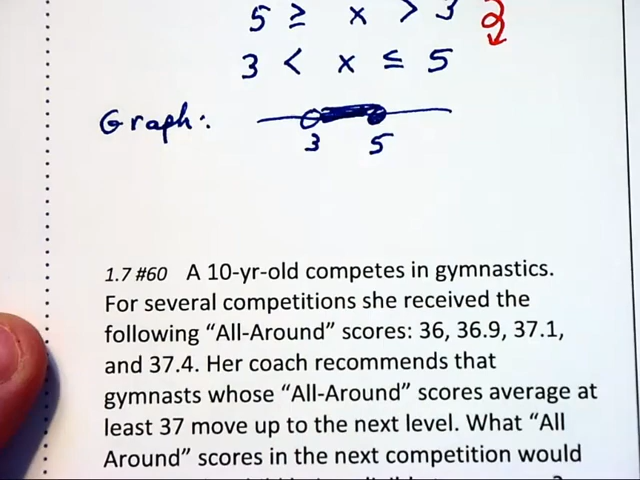 5 ≥ x > 3
3 < x ≤ 5
Graph:
3 5
1.7 #60 A 10-yr-old competes in gymnastics.
For several competitions she received the
following “All-Around” scores: 36, 36.9, 37.1,
and 37.4. Her coach recommends that
gymnasts whose “All-Around” scores average at
least 37 move up to the next level. What “All
Around” scores in the next competition would